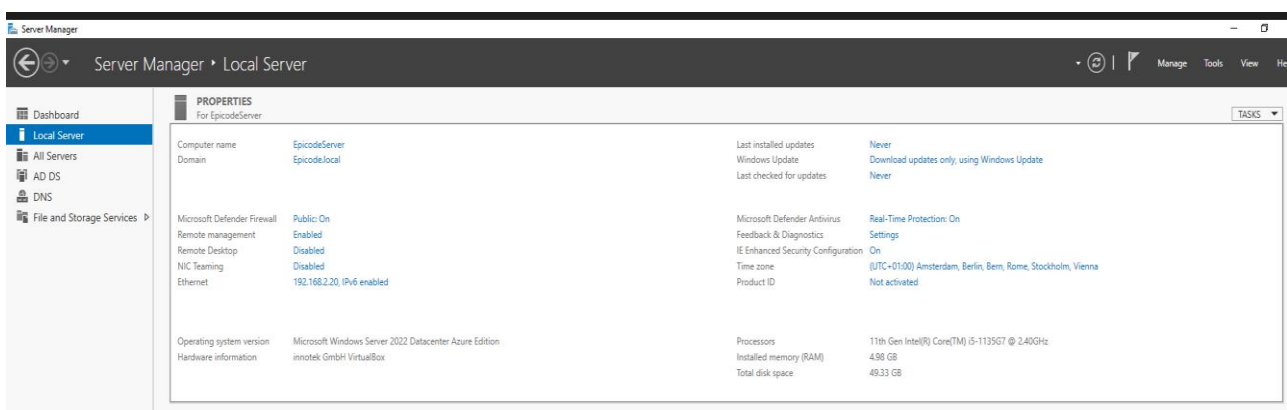 Server Manager
Server Manager • Local Server
Manage Tools View He
Dashboard
Local Server
All Servers
AD DS
DNS
File and Storage Services
PROPERTIES
For EpicodeServer
TASKS
Computer name EpicodeServer
Domain Epicode.local
Last installed updates Never
Windows Update Download updates only, using Windows Update
Last checked for updates Never
Microsoft Defender Firewall Public: On
Remote management Enabled
Remote Desktop Disabled
NIC Teaming Disabled
Ethernet 192.168.2.20, IPv6 enabled
Microsoft Defender Antivirus Real-Time Protection: On
Feedback & Diagnostics Settings
IE Enhanced Security Configuration On
Time zone (UTC+01:00) Amsterdam, Berlin, Bern, Rome, Stockholm, Vienna
Product ID Not activated
Operating system version Microsoft Windows Server 2022 Datacenter Azure Edition
Hardware information innotek GmbH VirtualBox
Processors 11th Gen Intel(R) Core(TM) i5-1135G7 @ 2.40GHz
Installed memory (RAM) 4.98 GB
Total disk space 49.33 GB